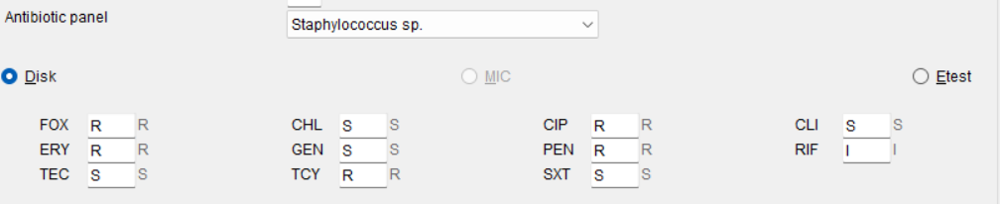 Antibiotic panel
Staphylococcus sp.
Disk MIC Etest
FOX R R CHL S S CIP R R CLI S S
ERY R R GEN S S PEN R R RIF I I
TEC S S TCY R R SXT S S